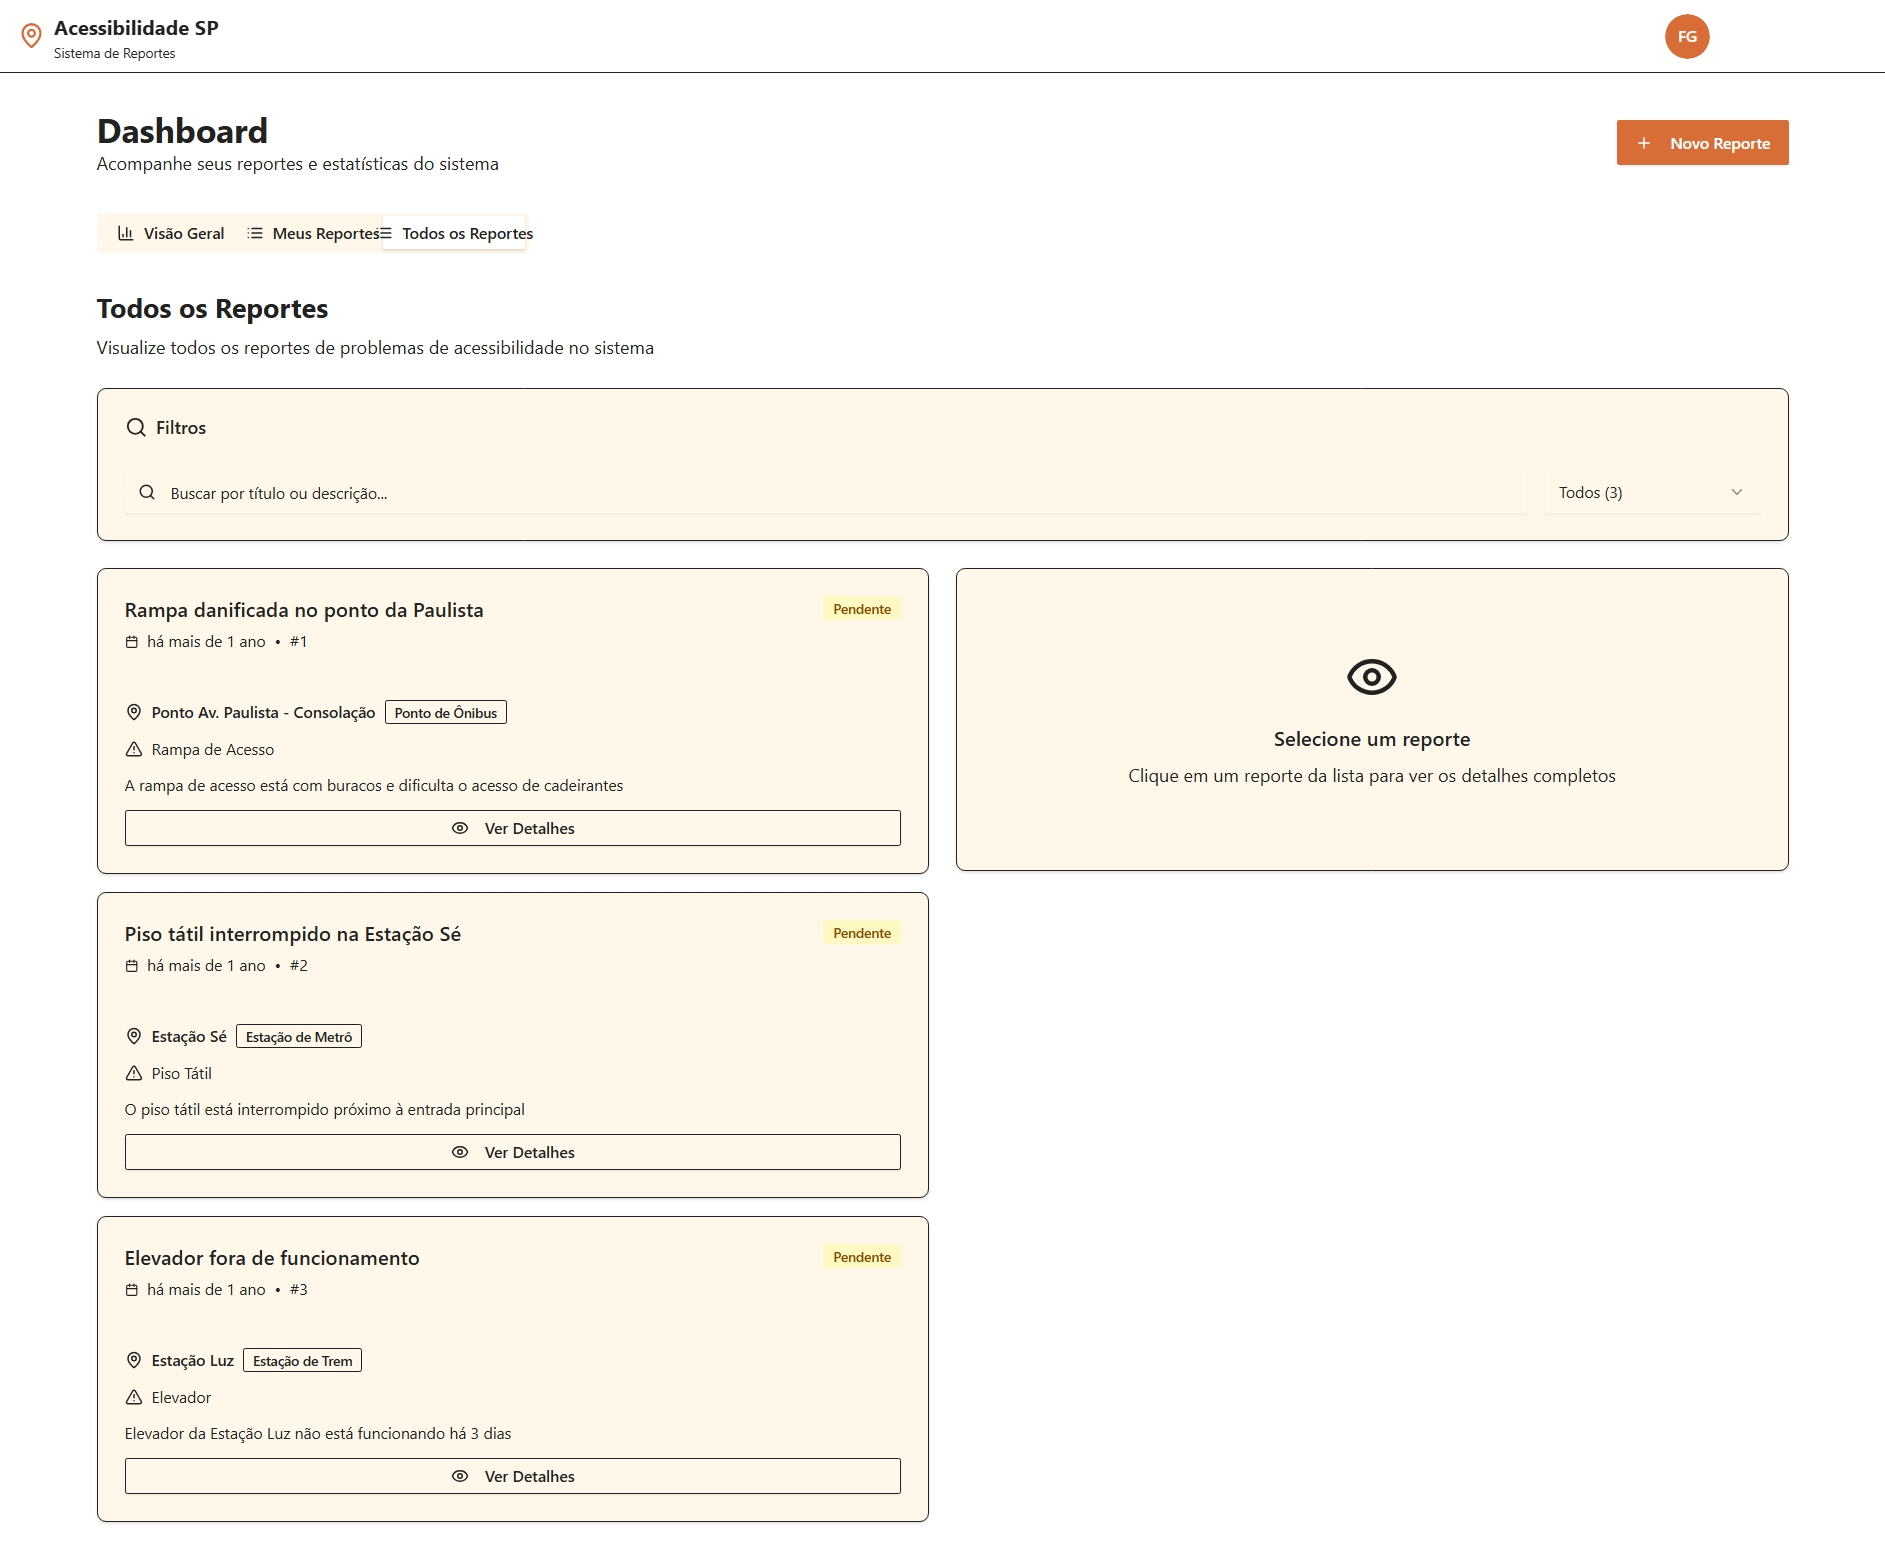 Acessibilidade SP
Sistema de Reportes
FG
Dashboard
Acompanhe seus reportes e estatísticas do sistema
Novo Reporte
Visão Geral
Meus Reportes
Todos os Reportes
Todos os Reportes
Visualize todos os reportes de problemas de acessibilidade no sistema
Filtros
Buscar por título ou descrição...
Todos (3)
Rampa danificada no ponto da Paulista
Pendente
há mais de 1 ano • #1
Ponto Av. Paulista - Consolação
Ponto de Ônibus
Rampa de Acesso
A rampa de acesso está com buracos e dificulta o acesso de cadeirantes
Ver Detalhes
Selecione um reporte
Clique em um reporte da lista para ver os detalhes completos
Piso tátil interrompido na Estação Sé
Pendente
há mais de 1 ano • #2
Estação Sé
Estação de Metrô
Piso Tátil
O piso tátil está interrompido próximo à entrada principal
Ver Detalhes
Elevador fora de funcionamento
Pendente
há mais de 1 ano • #3
Estação Luz
Estação de Trem
Elevador
Elevador da Estação Luz não está funcionando há 3 dias
Ver Detalhes